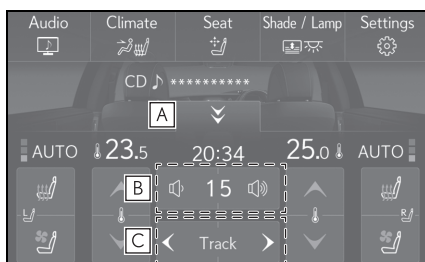 Audio Climate Seat Shade / Lamp Settings
CD ♪ **********
A
AUTO 23.5 20:34 25.0 AUTO
B 15
L R
C Track